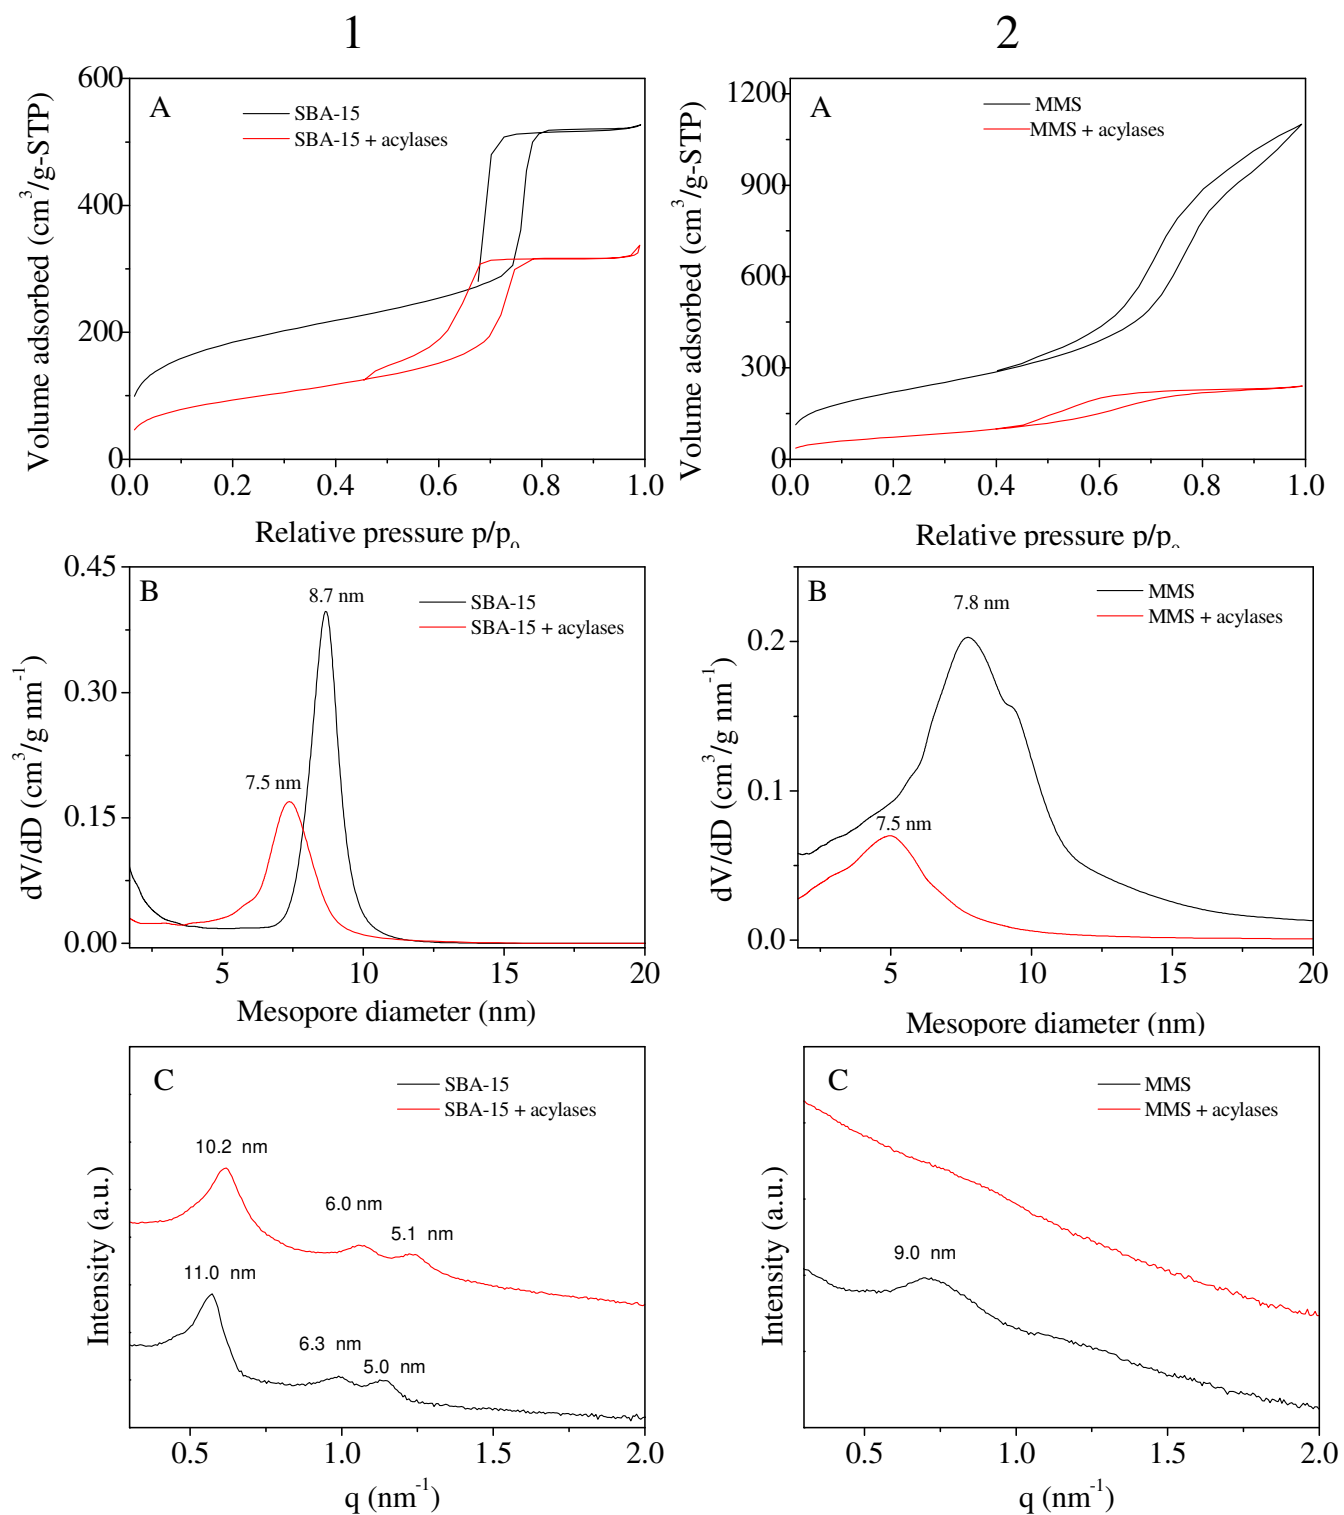 1
2
A
SBA-15
SBA-15 + acylases
Volume adsorbed (cm³/g-STP)
600
400
200
0
0.0 0.2 0.4 0.6 0.8 1.0
Relative pressure p/p₀
A
MMS
MMS + acylases
Volume adsorbed (cm³/g-STP)
1200
900
600
300
0
0.0 0.2 0.4 0.6 0.8 1.0
Relative pressure p/p₀
B
8.7 nm
SBA-15
SBA-15 + acylases
7.5 nm
dV/dD (cm³/g nm⁻¹)
0.45
0.30
0.15
0.00
5 10 15 20
Mesopore diameter (nm)
B
7.8 nm
MMS
MMS + acylases
7.5 nm
dV/dD (cm³/g nm⁻¹)
0.2
0.1
0.0
5 10 15 20
Mesopore diameter (nm)
C
SBA-15
SBA-15 + acylases
10.2 nm
6.0 nm
5.1 nm
11.0 nm
6.3 nm
5.0 nm
Intensity (a.u.)
0.5 1.0 1.5 2.0
q (nm⁻¹)
C
MMS
MMS + acylases
9.0 nm
Intensity (a.u.)
0.5 1.0 1.5 2.0
q (nm⁻¹)